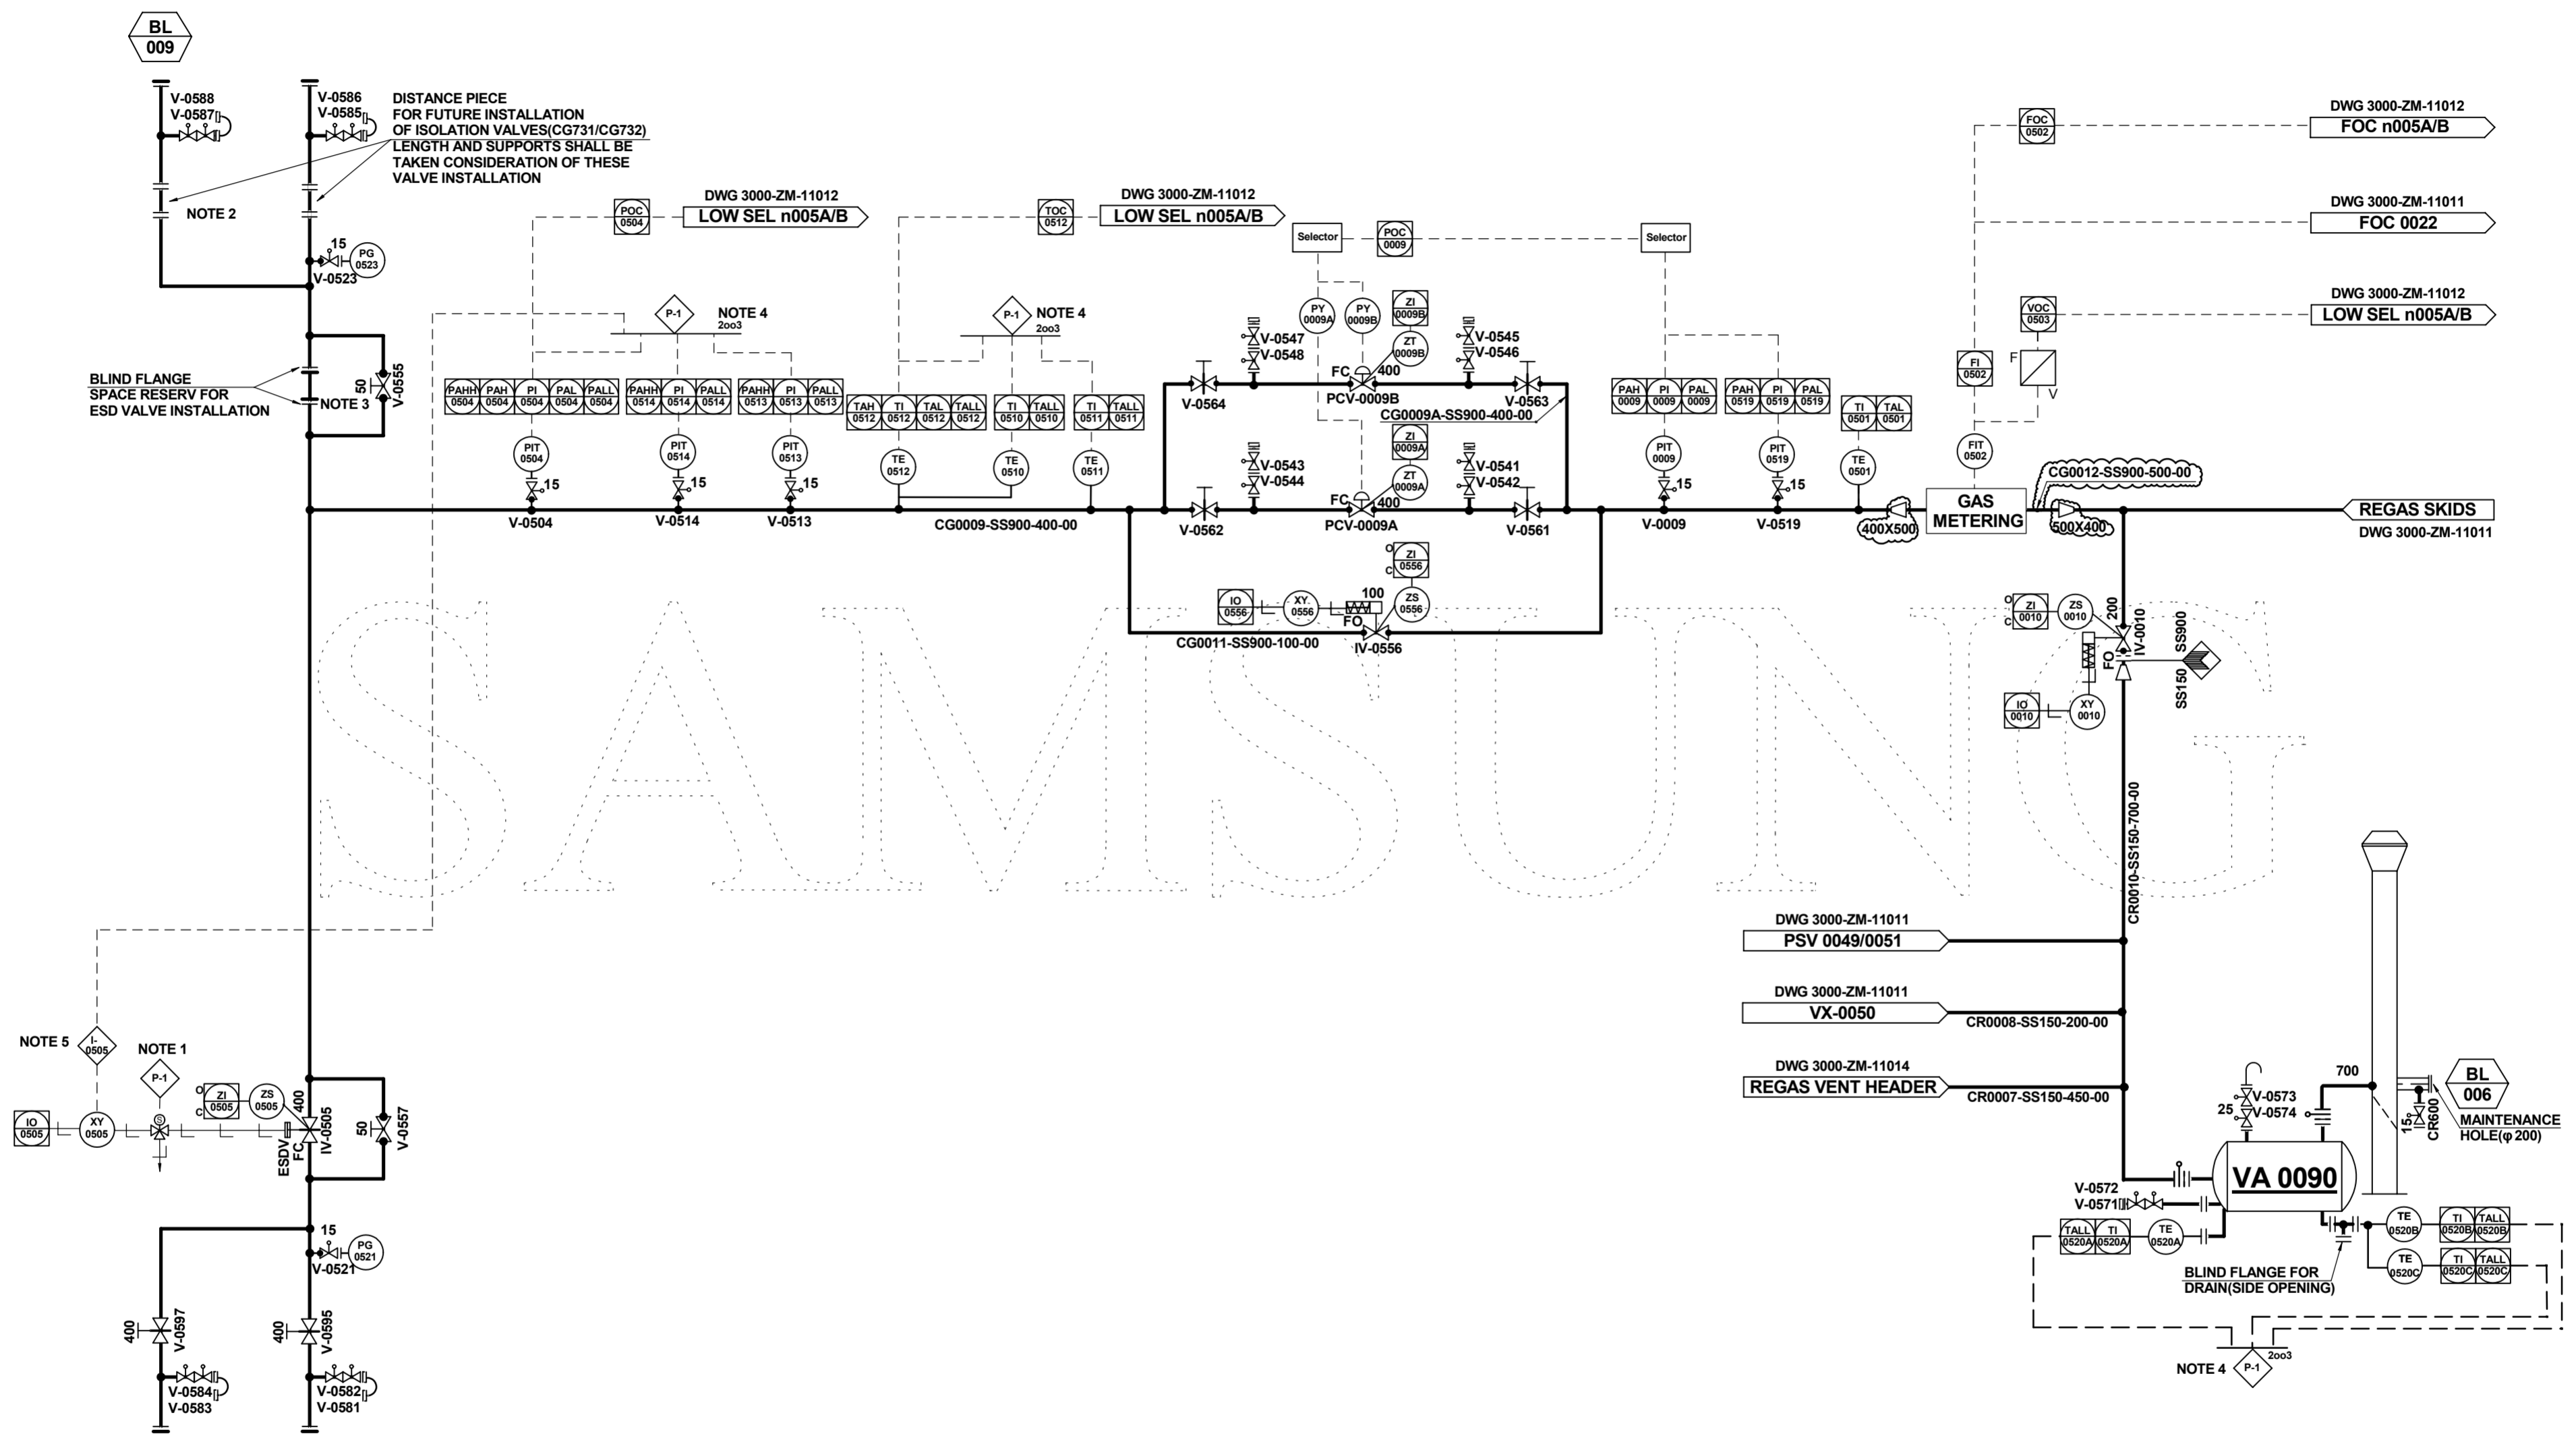 BL
009
V-0588
V-0587
V-0586
V-0585
DISTANCE PIECE
FOR FUTURE INSTALLATION
OF ISOLATION VALVES(CG731/CG732)
LENGTH AND SUPPORTS SHALL BE
TAKEN CONSIDERATION OF THESE
VALVE INSTALLATION
NOTE 2
15
PG
0523
V-0523
BLIND FLANGE
SPACE RESERV FOR
ESD VALVE INSTALLATION
NOTE 3
50
V-0555
POC
0504
DWG 3000-ZM-11012
LOW SEL n005A/B
P-1
NOTE 4
2oo3
PAHH PAH PI PAL PALL
0504 0504 0504 0504 0504
PAHH PI PALL
0514 0514 0514
PAHH PI PALL
0513 0513 0513
PIT
0504
15
V-0504
PIT
0514
15
V-0514
PIT
0513
15
V-0513
TOC
0512
DWG 3000-ZM-11012
LOW SEL n005A/B
P-1
NOTE 4
2oo3
TAH TI TAL TALL
0512 0512 0512 0512
TI TALL
0510 0510
TI TALL
0511 0511
TE
0512
TE
0510
TE
0511
CG0009-SS900-400-00
Selector
POC
0009
Selector
PY
0009A
PY
0009B
ZI
0009B
ZT
0009B
V-0547
V-0548
V-0545
V-0546
FC
400
V-0564
PCV-0009B
V-0563
CG0009A-SS900-400-00
ZI
0009A
ZT
0009A
V-0543
V-0544
V-0541
V-0542
FC
400
V-0562
PCV-0009A
V-0561
O
C
ZI
0556
IO
0556
XY
0556
100
FO
ZS
0556
CG0011-SS900-100-00
IV-0556
PAH PI PAL
0009 0009 0009
PAH PI PAL
0519 0519 0519
TI TAL
0501 0501
PIT
0009
15
V-0009
PIT
0519
15
V-0519
TE
0501
FOC
0502
DWG 3000-ZM-11012
FOC n005A/B
DWG 3000-ZM-11011
FOC 0022
VOC
0503
DWG 3000-ZM-11012
LOW SEL n005A/B
FI
0502
F
V
FIT
0502
400X500
GAS
METERING
CG0012-SS900-500-00
500X400
REGAS SKIDS
DWG 3000-ZM-11011
O
C
ZI
0010
ZS
0010
200
IV-0010
FO
SS900
SS150
IO
0010
XY
0010
CR0010-SS150-700-00
SAMSUNG
DWG 3000-ZM-11011
PSV 0049/0051
DWG 3000-ZM-11011
VX-0050
CR0008-SS150-200-00
DWG 3000-ZM-11014
REGAS VENT HEADER
CR0007-SS150-450-00
NOTE 5
I-
0505
NOTE 1
P-1
O
C
ZI
0505
ZS
0505
400
IO
0505
XY
0505
S
ESDV
FC
IV-0505
50
V-0557
15
PG
0521
V-0521
400
V-0597
400
V-0595
V-0584
V-0583
V-0582
V-0581
25
V-0573
V-0574
700
BL
006
15
CR600
MAINTENANCE
HOLE(φ 200)
VA 0090
V-0572
V-0571
TALL TI
0520A 0520A
TE
0520A
TE
0520B
TI TALL
0520B 0520B
TE
0520C
TI TALL
0520C 0520C
BLIND FLANGE FOR
DRAIN(SIDE OPENING)
NOTE 4
P-1
2oo3